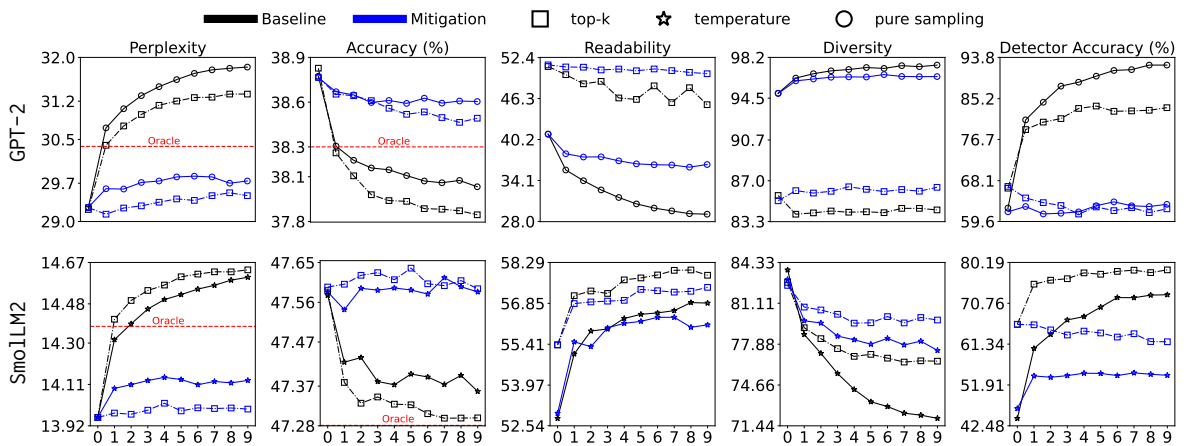 Baseline Mitigation top-k temperature pure sampling
Perplexity Accuracy (%) Readability Diversity Detector Accuracy (%)
GPT-2
32.0 31.2 30.5 29.7 29.0
Oracle
38.9 38.6 38.3 38.1 37.8
Oracle
52.4 46.3 40.2 34.1 28.0
98.2 94.5 90.7 87.0 83.3
93.8 85.2 76.7 68.1 59.6
SmolLM2
14.67 14.48 14.30 14.11 13.92
Oracle
0 1 2 3 4 5 6 7 8 9
47.65 47.56 47.47 47.37 47.28
Oracle
0 1 2 3 4 5 6 7 8 9
58.29 56.85 55.41 53.97 52.54
0 1 2 3 4 5 6 7 8 9
84.33 81.11 77.88 74.66 71.44
0 1 2 3 4 5 6 7 8 9
80.19 70.76 61.34 51.91 42.48
0 1 2 3 4 5 6 7 8 9